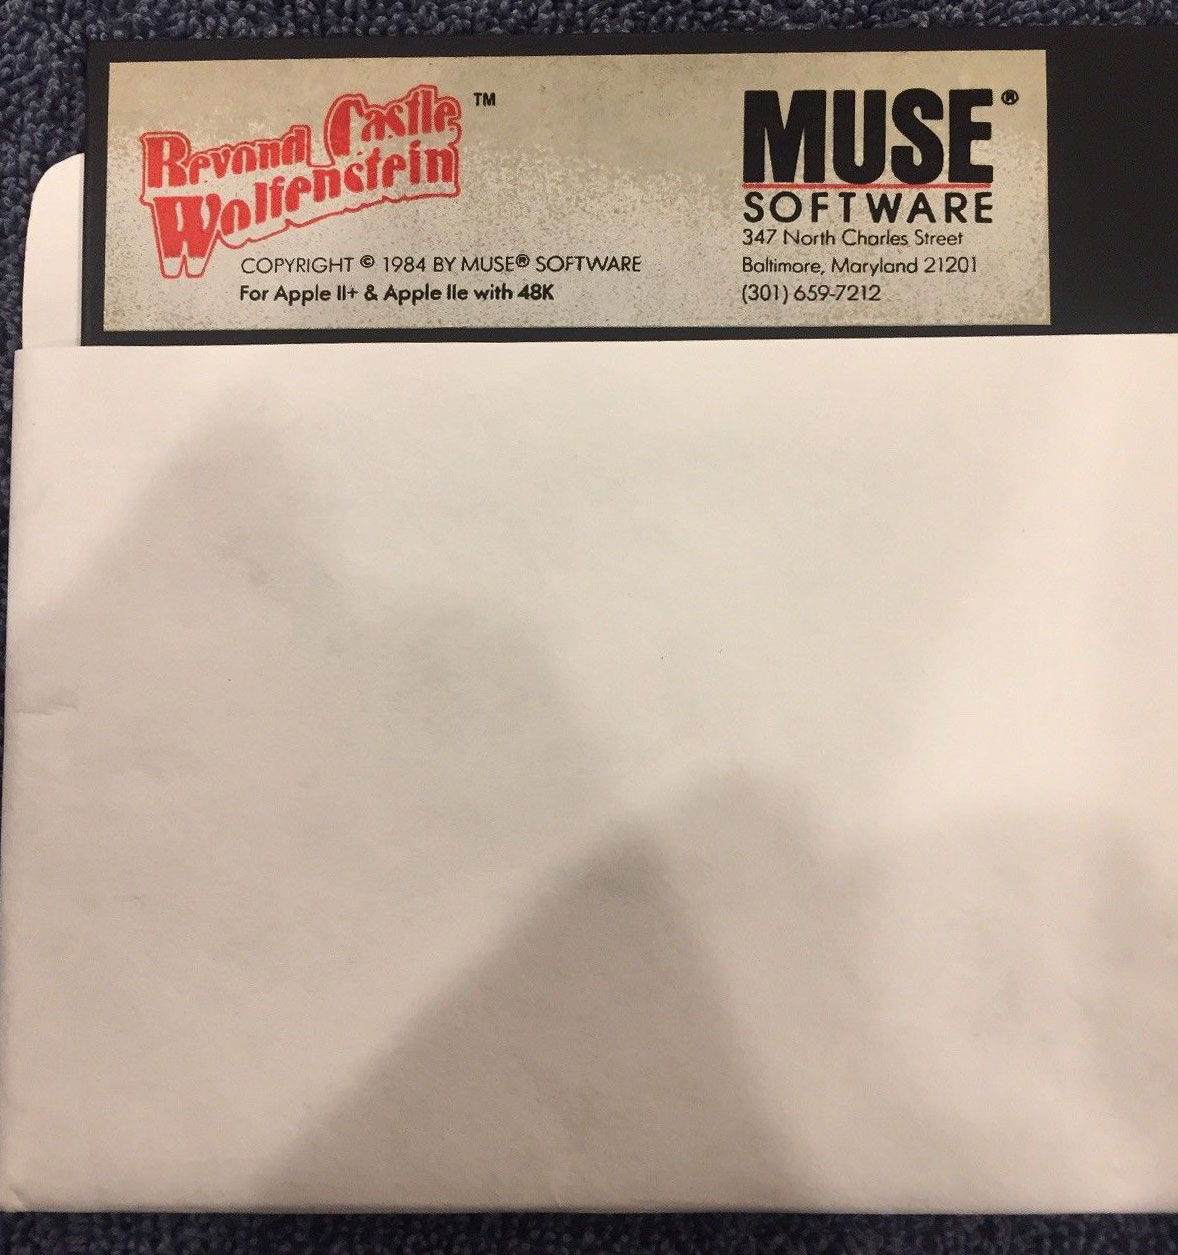 Beyond Castle ™
Wolfenstein
COPYRIGHT © 1984 BY MUSE® SOFTWARE
For Apple II+ & Apple IIe with 48K
MUSE®
SOFTWARE
347 North Charles Street
Baltimore, Maryland 21201
(301) 659-7212